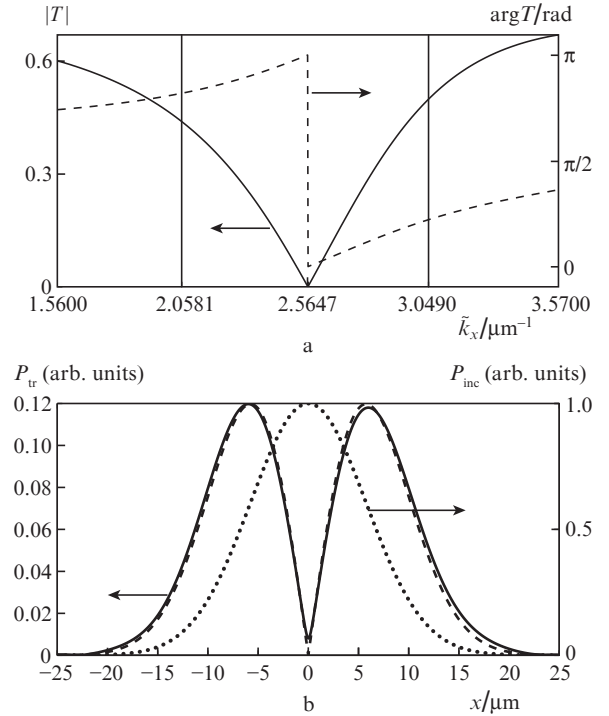 |T| argT/rad
0.6 π
0.3 π/2
0 0
1.5600 2.0581 2.5647 3.0490 3.5700
k̃x/μm−1
a
Ptr (arb. units) Pinc (arb. units)
0.12 1.0
0.10
0.08
0.06 0.5
0.04
0.02
0 0
−25 −20 −15 −10 −5 0 5 10 15 20 25
b x/μm